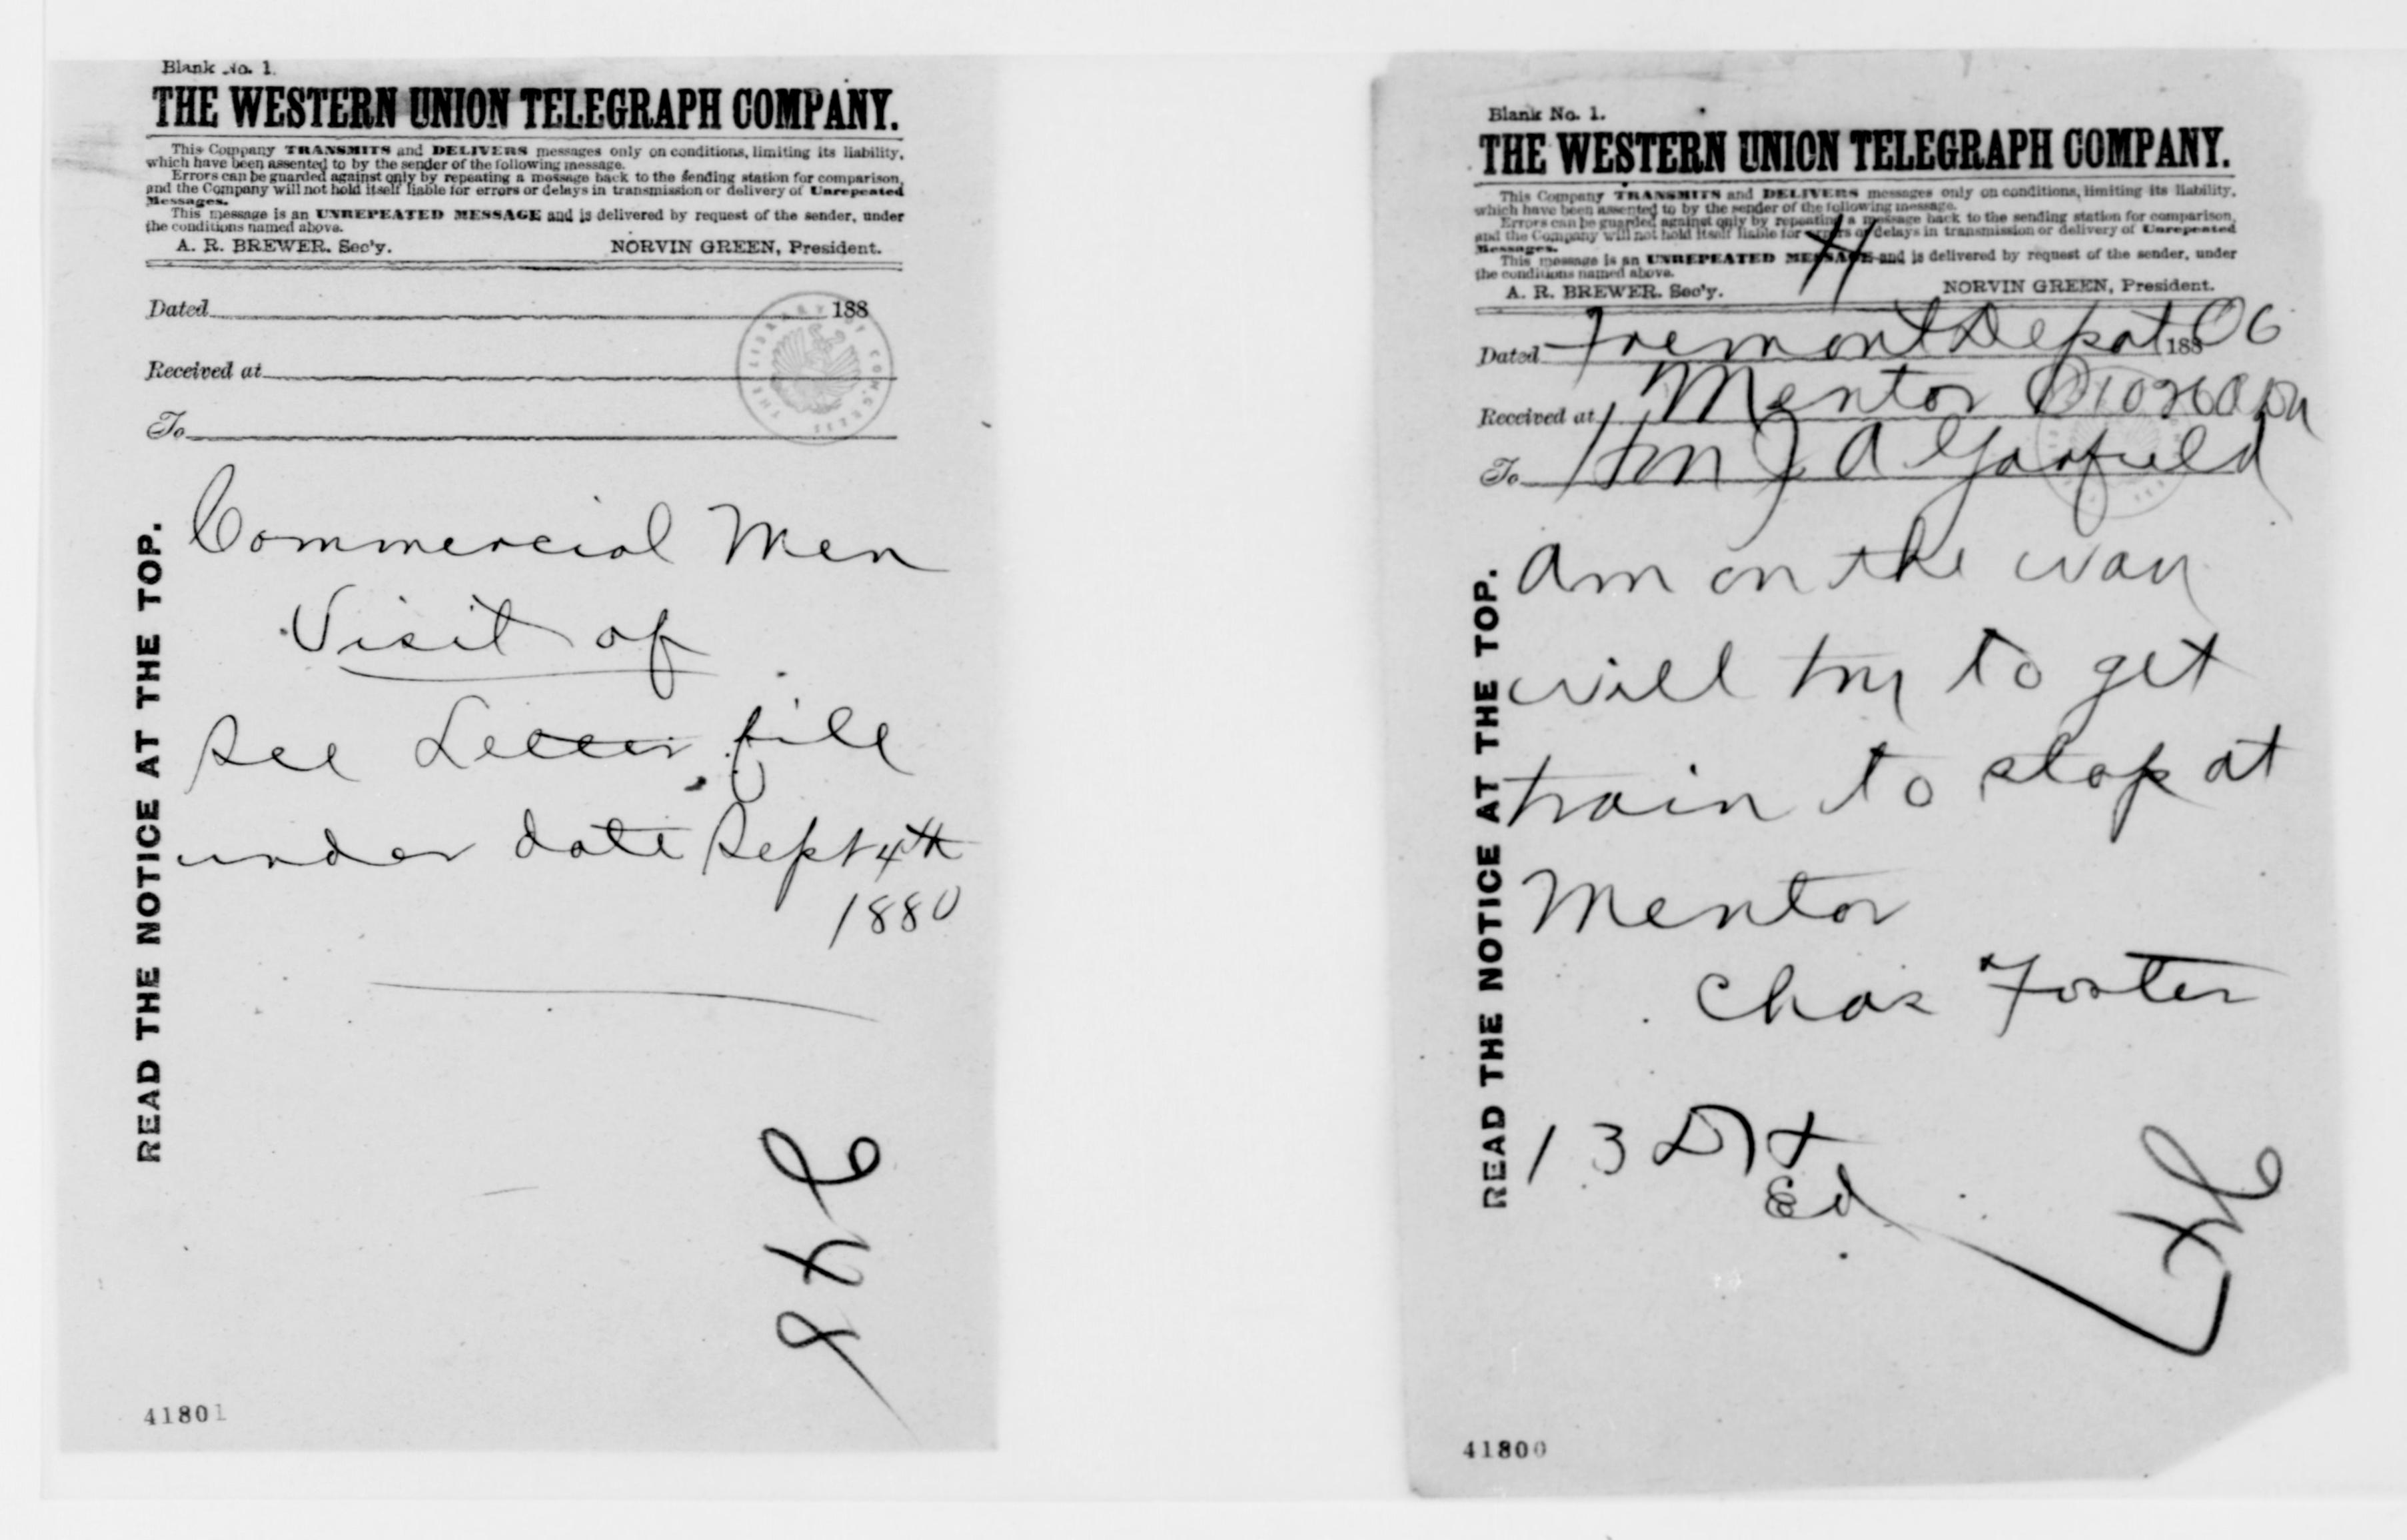 Blank No. 1.
THE WESTERN UNION TELEGRAPH COMPANY.
This Company TRANSMITS and DELIVERS messages only on conditions, limiting its liability,
which have been assented to by the sender of the following message.
Errors can be guarded against only by repeating a message back to the sending station for comparison,
and the Company will not hold itself liable for errors or delays in transmission or delivery of Unrepeated
Messages.
This message is an UNREPEATED MESSAGE and is delivered by request of the sender, under
the conditions named above.
A. R. BREWER. Sec'y. NORVIN GREEN, President.
Dated 188
Received at
To
THE LIBRARY OF CONGRESS
READ THE NOTICE AT THE TOP.
Commercial Men
Visit of
See Letter file
under date Sept 4th
1880
41801
Blank No. 1.
THE WESTERN UNION TELEGRAPH COMPANY.
This Company TRANSMITS and DELIVERS messages only on conditions, limiting its liability,
which have been assented to by the sender of the following message.
Errors can be guarded against only by repeating a message back to the sending station for comparison,
and the Company will not hold itself liable for errors or delays in transmission or delivery of Unrepeated
Messages.
This message is an UNREPEATED MESSAGE and is delivered by request of the sender, under
the conditions named above.
A. R. BREWER. Sec'y. NORVIN GREEN, President.
Dated Fremont Depot 188
Received at Mentor
To Hon J A Garfield
READ THE NOTICE AT THE TOP.
am on the way
will try to get
train to stop at
Mentor
Chas Foster
13
Ed
41800